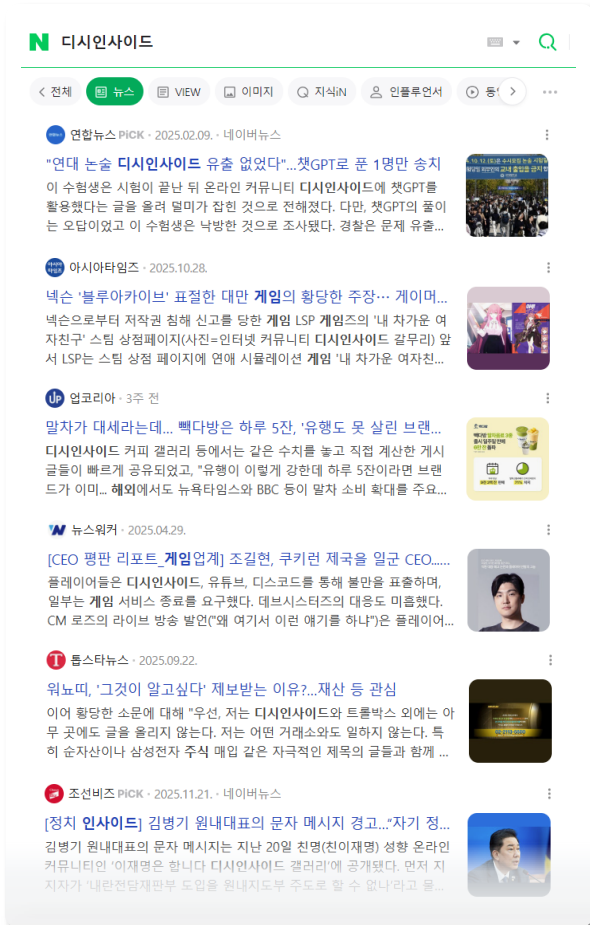 N 디시인사이드
전체 뉴스 VIEW 이미지 지식iN 인플루언서
연합뉴스 PiCK · 2025.02.09. · 네이버뉴스
"연대 논술 디시인사이드 유출 없었다"...챗GPT로 푼 1명만 송치
이 수험생은 시험이 끝난 뒤 온라인 커뮤니티 디시인사이드에 챗GPT를
활용했다는 글을 올려 덜미가 잡힌 것으로 전해졌다. 다만, 챗GPT의 풀이
는 오답이었고 이 수험생은 낙방한 것으로 조사됐다. 경찰은 문제 유출...
아시아타임즈 · 2025.10.28.
넥슨 '블루아카이브' 표절한 대만 게임의 황당한 주장… 게이머...
넥슨으로부터 저작권 침해 신고를 당한 게임 LSP 게임즈의 '내 차가운 여
자친구' 스팀 상점페이지(사진=인터넷 커뮤니티 디시인사이드 갈무리) 앞
서 LSP는 스팀 상점 페이지에 연애 시뮬레이션 게임 '내 차가운 여자친...
UP 업코리아 · 3주 전
말차가 대세라는데... 빽다방은 하루 5잔, '유행도 못 살린 브랜...
디시인사이드 커피 갤러리 등에서는 같은 수치를 놓고 직접 계산한 게시
글들이 빠르게 공유되었고, "유행이 이렇게 강한데 하루 5잔이라면 브랜
드가 이미... 해외에서도 뉴욕타임스와 BBC 등이 말차 소비 확대를 주요...
뉴스워커 · 2025.04.29.
[CEO 평판 리포트_게임업계] 조길현, 쿠키런 제국을 일군 CEO......
플레이어들은 디시인사이드, 유튜브, 디스코드를 통해 불만을 표출하며,
일부는 게임 서비스 종료를 요구했다. 데브시스터즈의 대응도 미흡했다.
CM 로즈의 라이브 방송 발언("왜 여기서 이런 얘기를 하냐")은 플레이어...
톱스타뉴스 · 2025.09.22.
워뇨띠, '그것이 알고싶다' 제보받는 이유?...재산 등 관심
이어 황당한 소문에 대해 "우선, 저는 디시인사이드와 트롤박스 외에는 아
무 곳에도 글을 올리지 않는다. 저는 어떤 거래소와도 일하지 않는다. 특
히 순자산이나 삼성전자 주식 매입 같은 자극적인 제목의 글들과 함께 ...
조선비즈 PiCK · 2025.11.21. · 네이버뉴스
[정치 인사이드] 김병기 원내대표의 문자 메시지 경고..."자기 정...
김병기 원내대표의 문자 메시지는 지난 20일 친명(친이재명) 성향 온라인
커뮤니티인 '이재명은 합니다 디시인사이드 갤러리'에 공개됐다. 먼저 지
지자가 '내란전담재판부 도입을 원내지도부 주도로 할 수 없나'라고 물...